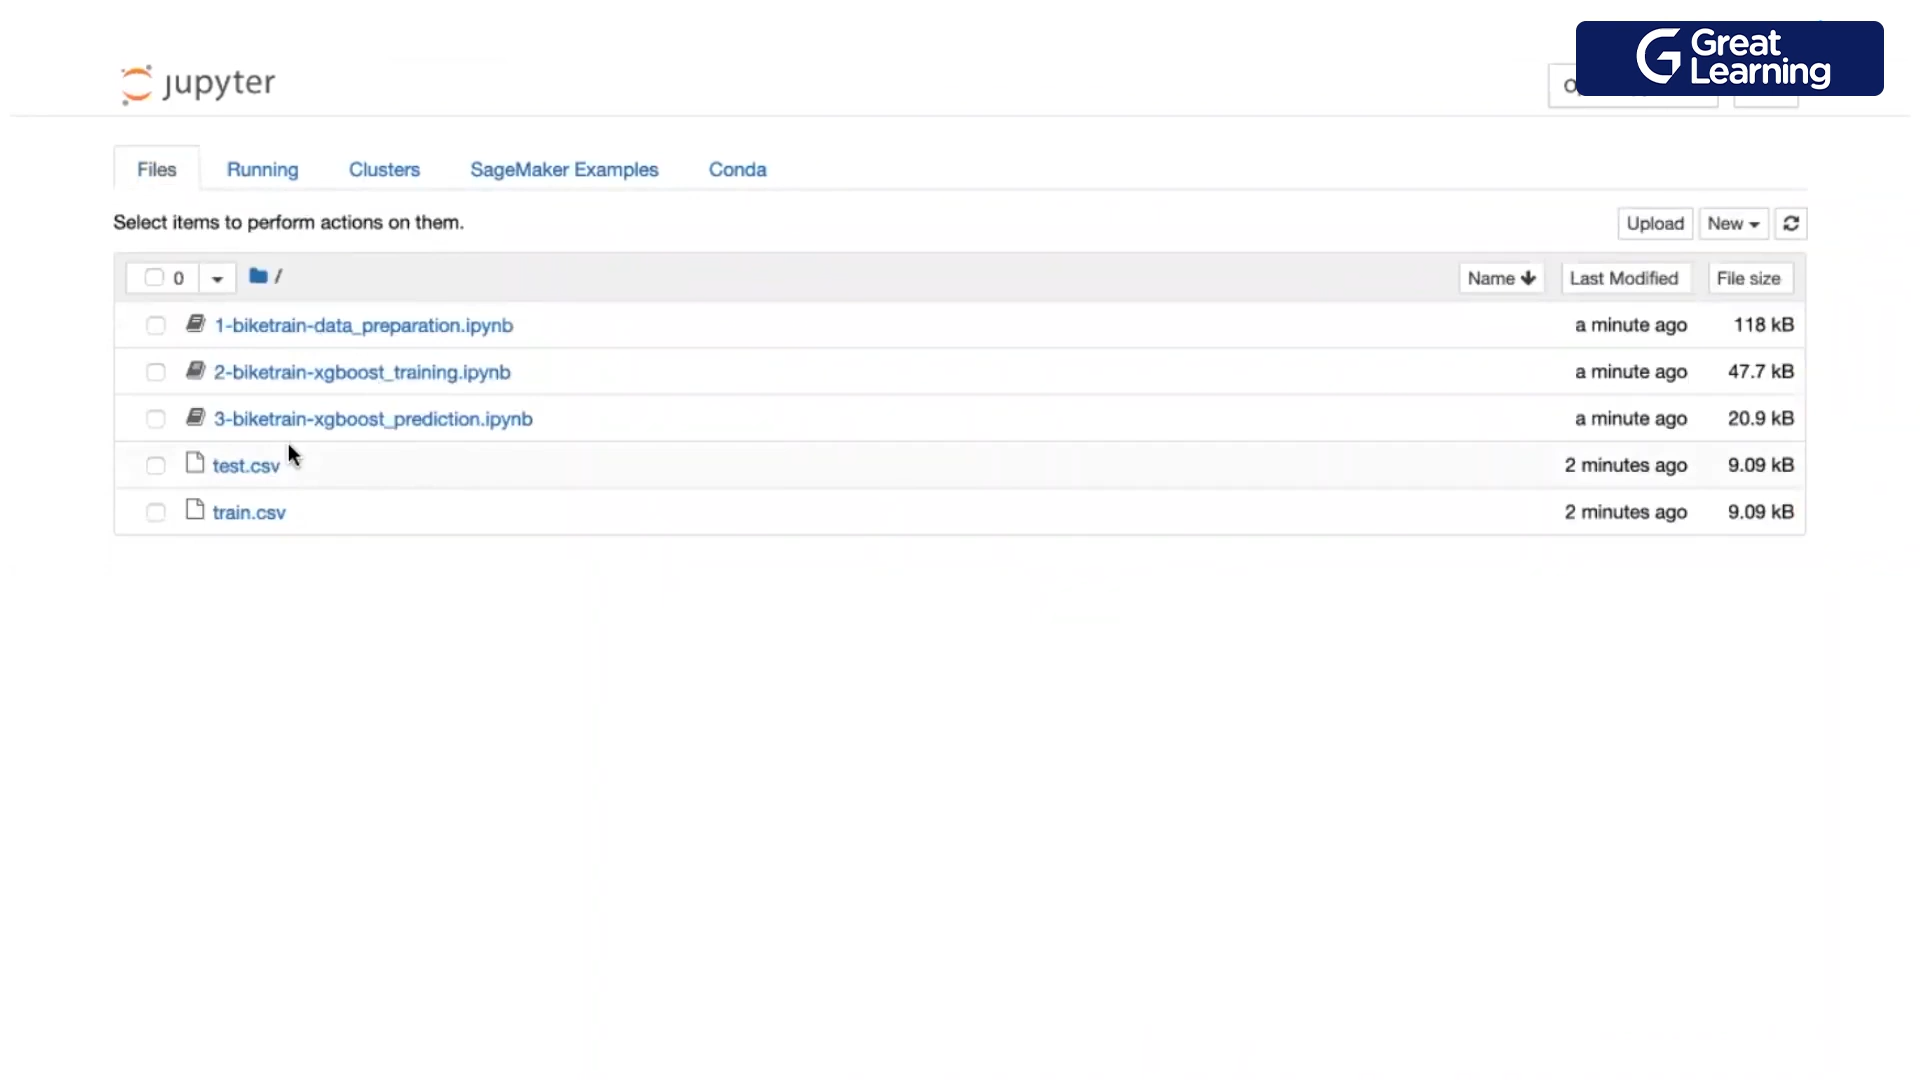 jupyter
Great
Learning
Files Running Clusters SageMaker Examples Conda
Select items to perform actions on them.
Upload New
0 /
Name Last Modified File size
1-biketrain-data_preparation.ipynb a minute ago 118 kB
2-biketrain-xgboost_training.ipynb a minute ago 47.7 kB
3-biketrain-xgboost_prediction.ipynb a minute ago 20.9 kB
test.csv 2 minutes ago 9.09 kB
train.csv 2 minutes ago 9.09 kB